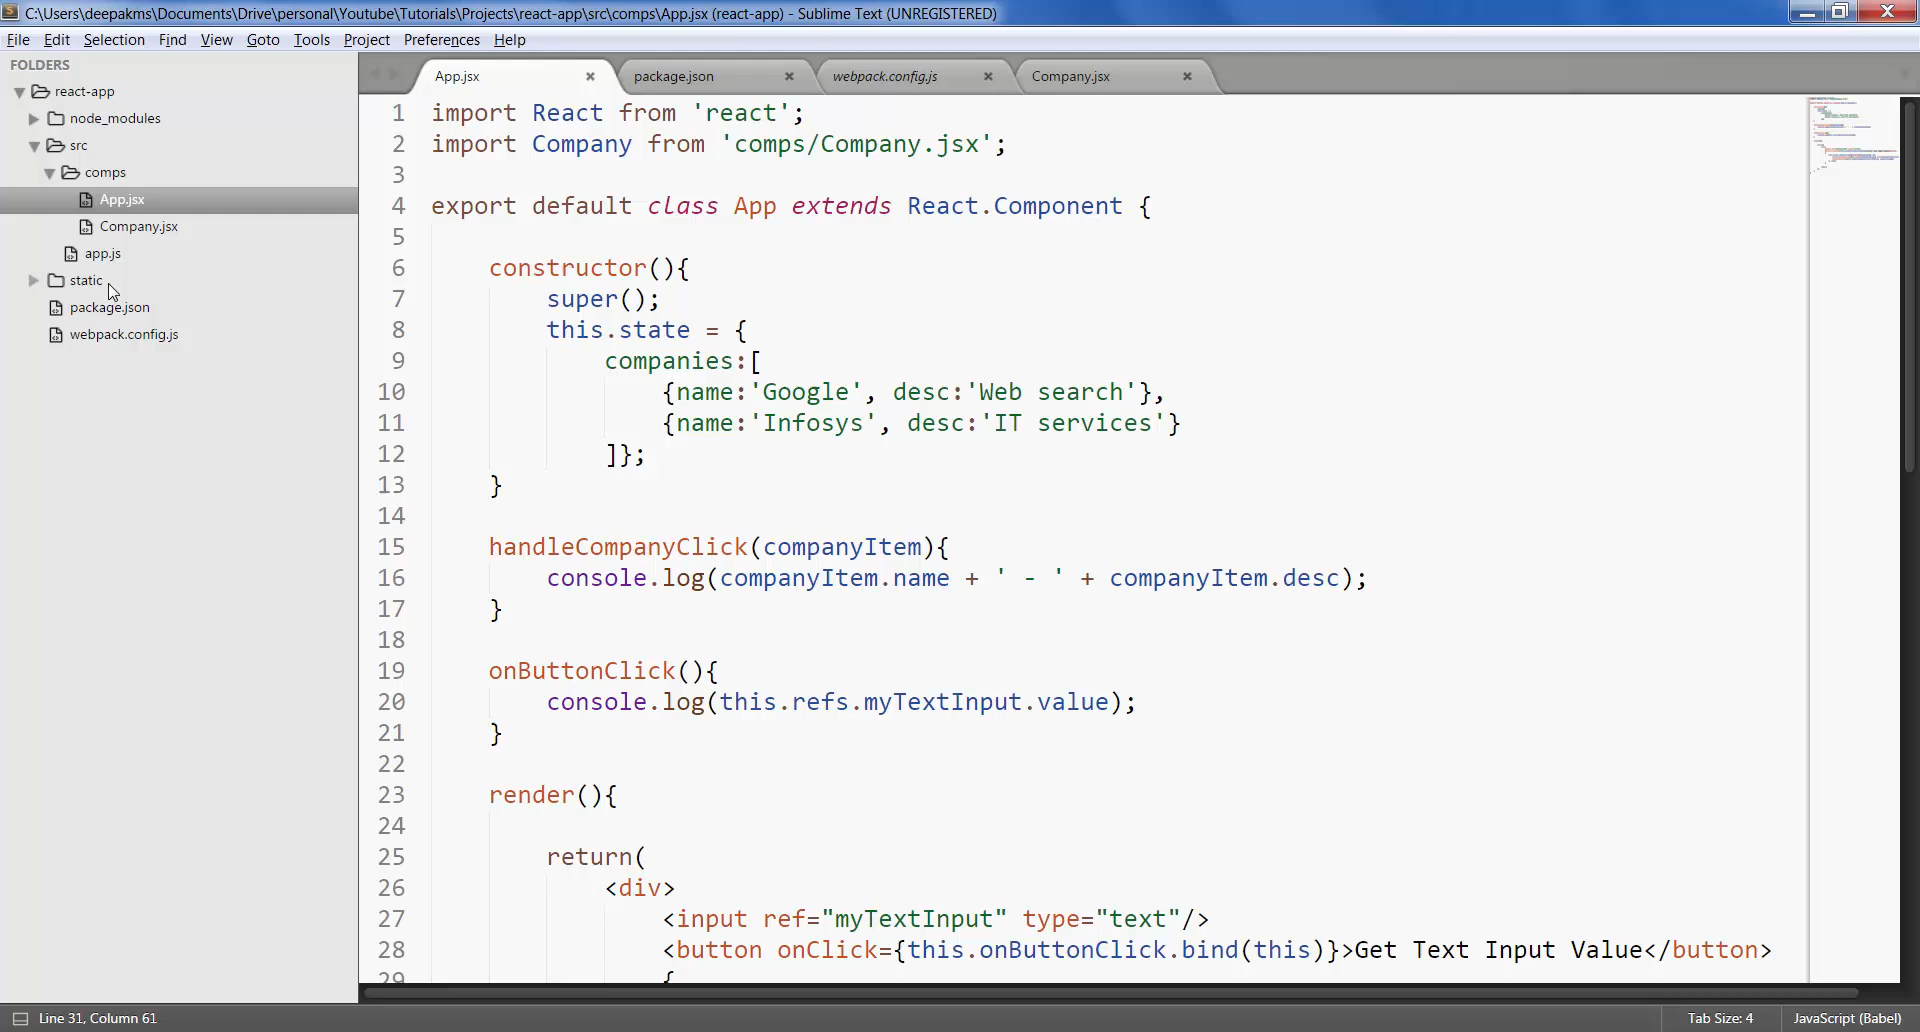 C:\Users\deepakms\Documents\Drive\personal\Youtube\Tutorials\Projects\react-app\src\comps\App.jsx (react-app) - Sublime Text (UNREGISTERED)
File Edit Selection Find View Goto Tools Project Preferences Help
FOLDERS
react-app
node_modules
src
comps
App.jsx
Company.jsx
app.js
static
package.json
webpack.config.js
App.jsx package.json webpack.config.js Company.jsx
1 import React from 'react';
2 import Company from 'comps/Company.jsx';
3
4 export default class App extends React.Component {
5
6 constructor(){
7 super();
8 this.state = {
9 companies:[
10 {name:'Google', desc:'Web search'},
11 {name:'Infosys', desc:'IT services'}
12 ]};
13 }
14
15 handleCompanyClick(companyItem){
16 console.log(companyItem.name + ' - ' + companyItem.desc);
17 }
18
19 onButtonClick(){
20 console.log(this.refs.myTextInput.value);
21 }
22
23 render(){
24
25 return(
26 <div>
27 <input ref="myTextInput" type="text"/>
28 <button onClick={this.onButtonClick.bind(this)}>Get Text Input Value</button>
29 {
Line 31, Column 61
Tab Size: 4 JavaScript (Babel)